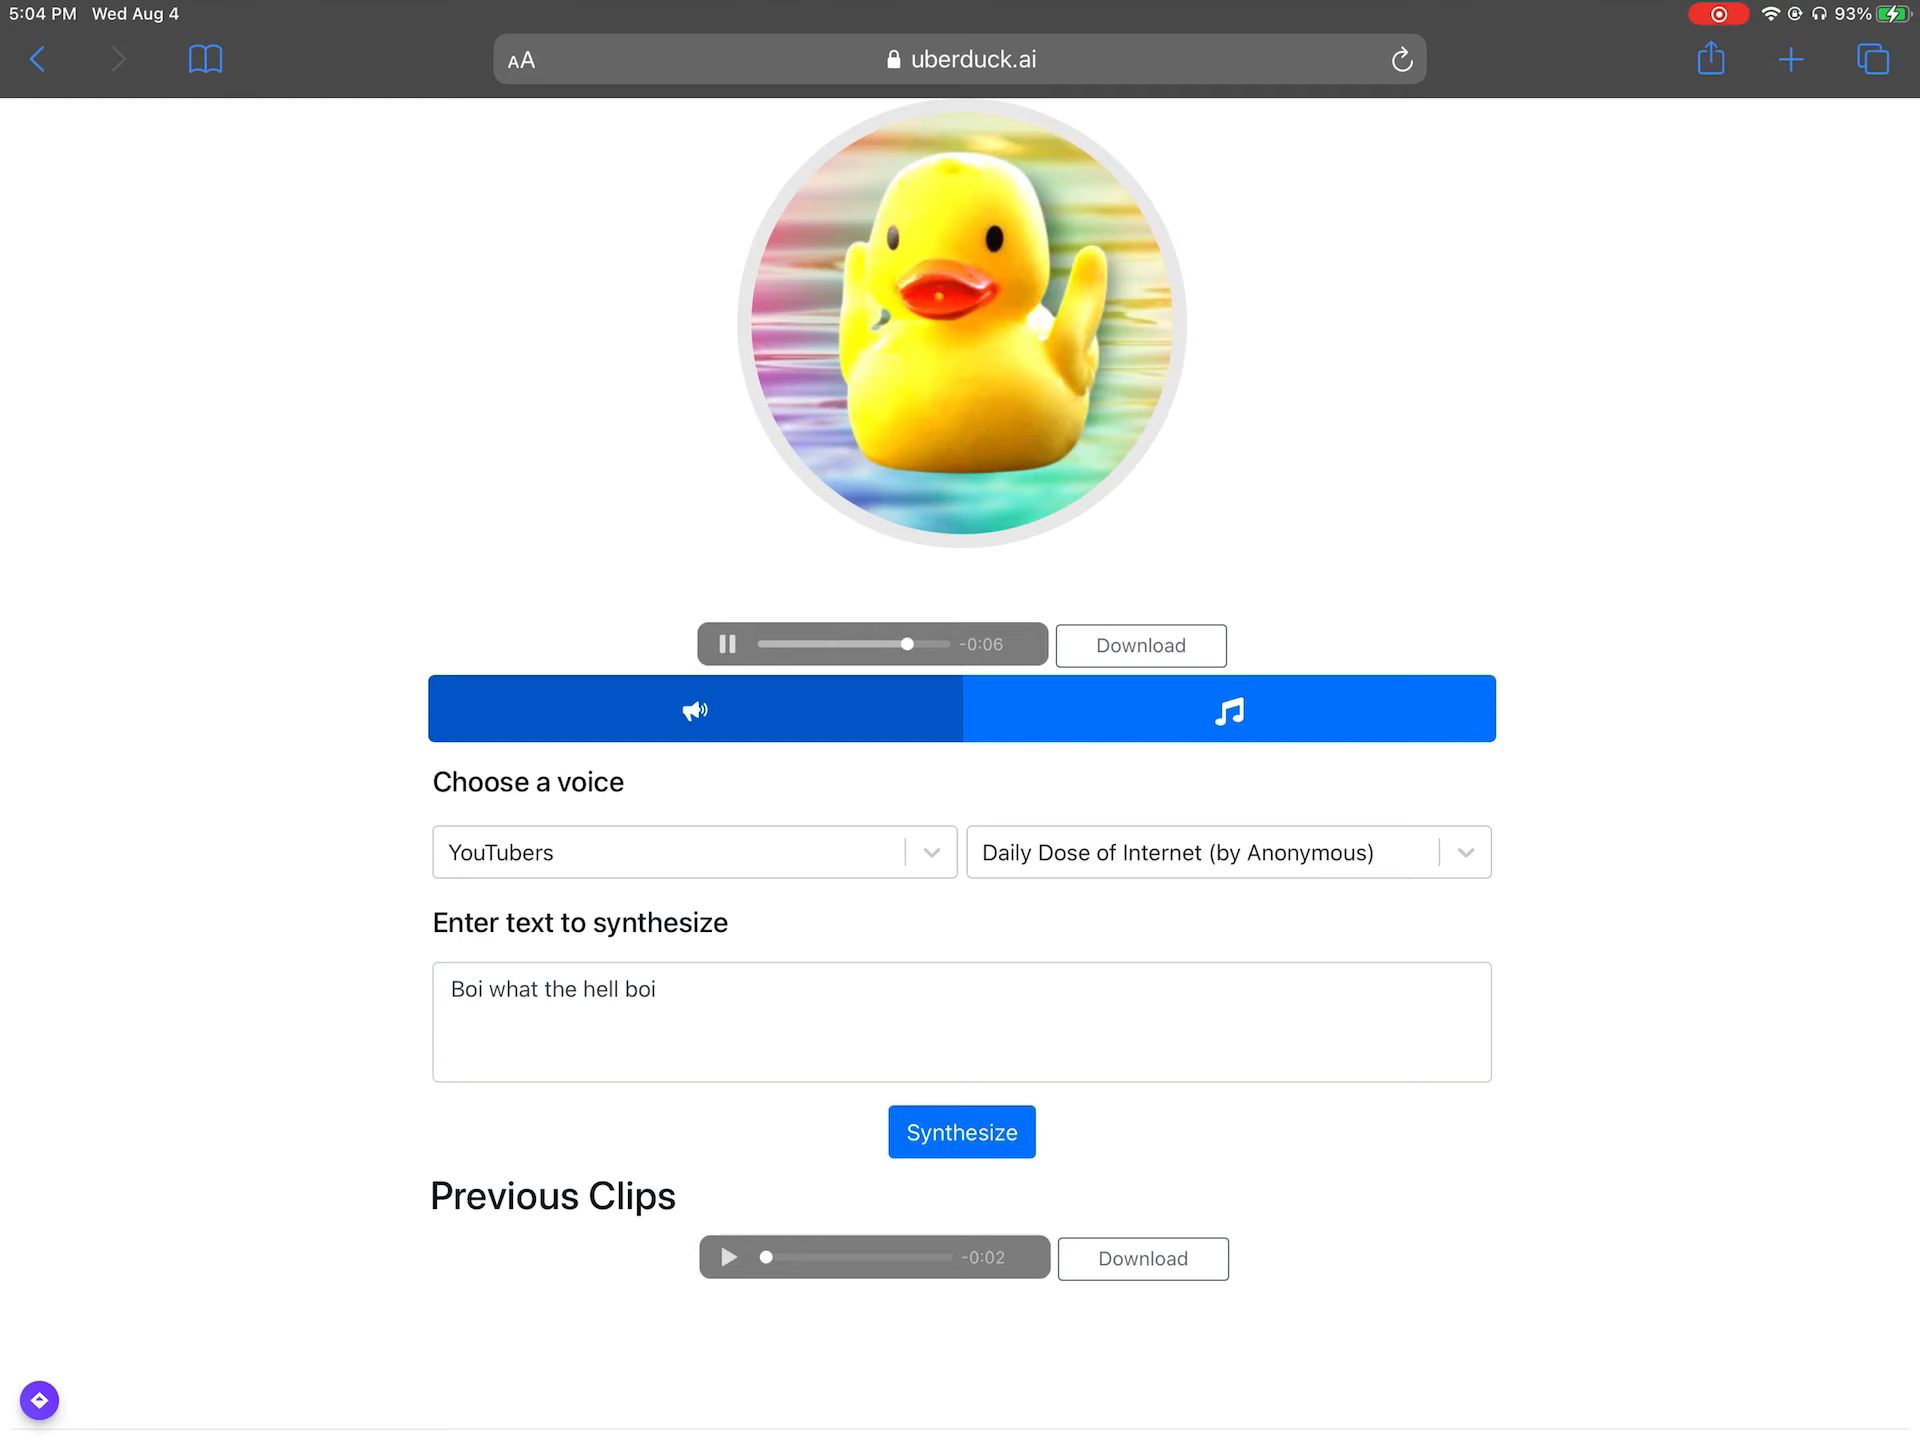 5:04 PM Wed Aug 4
93%
AA
uberduck.ai
-0:06
Download
Choose a voice
YouTubers
Daily Dose of Internet (by Anonymous)
Enter text to synthesize
Boi what the hell boi
Synthesize
Previous Clips
-0:02
Download